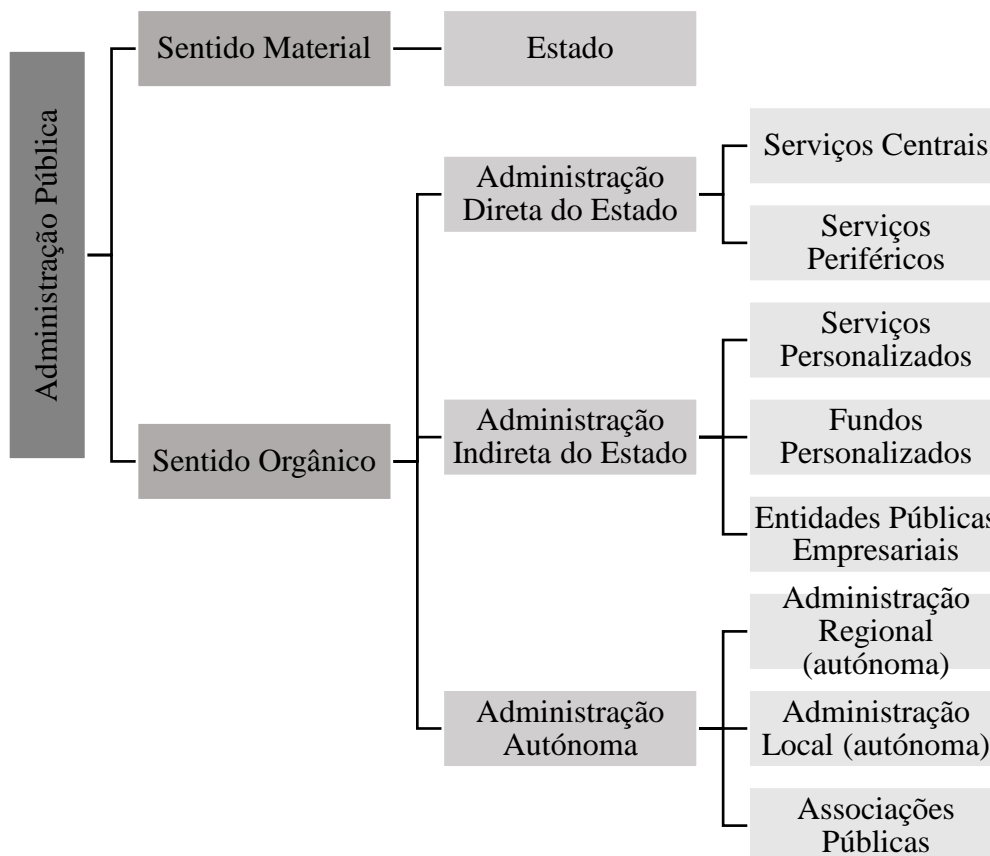 Administração Pública
Sentido Material
Estado
Sentido Orgânico
Administração
Direta do Estado
Serviços Centrais
Serviços
Periféricos
Administração
Indireta do Estado
Serviços
Personalizados
Fundos
Personalizados
Entidades Públicas
Empresariais
Administração
Autónoma
Administração
Regional
(autónoma)
Administração
Local (autónoma)
Associações
Públicas